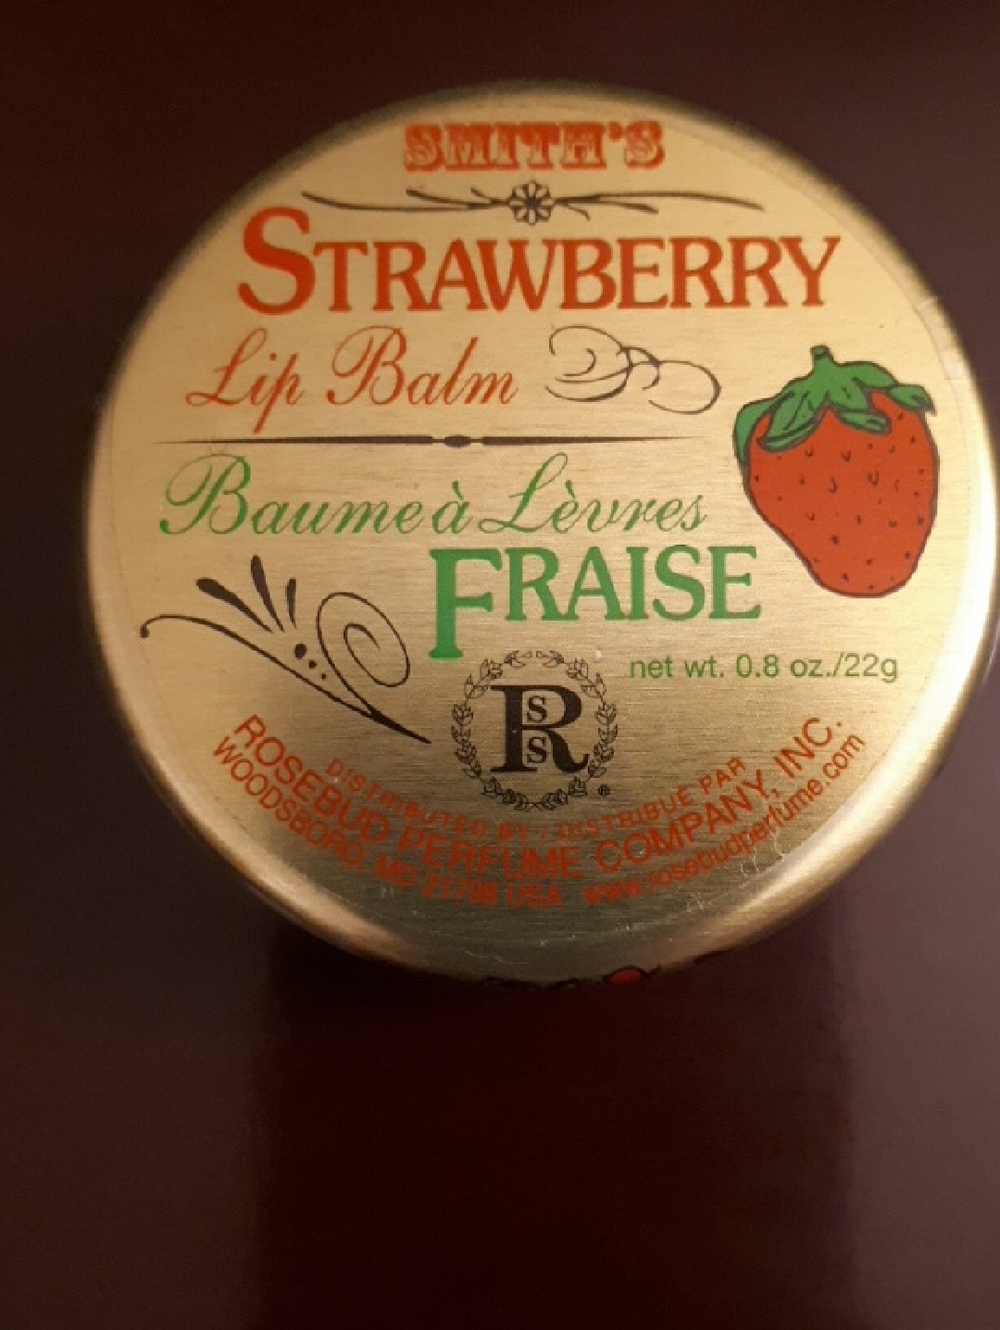 SMITH'S
STRAWBERRY
Lip Balm
Baume à Lèvres
FRAISE
net wt. 0.8 oz./22g
R
S
S
®
DISTRIBUTED BY / DISTRIBUE PAR
ROSEBUD PERFUME COMPANY, INC.
WOODSBORO, MD 21798 USA www.rosebudperfume.com